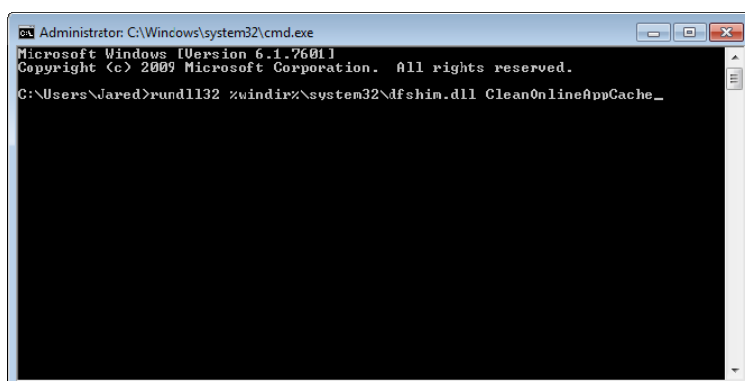 Administrator: C:\Windows\system32\cmd.exe
Microsoft Windows [Version 6.1.7601]
Copyright (c) 2009 Microsoft Corporation.  All rights reserved.
C:\Users\Jared>rundll32 %windir%\system32\dfshim.dll CleanOnlineAppCache_